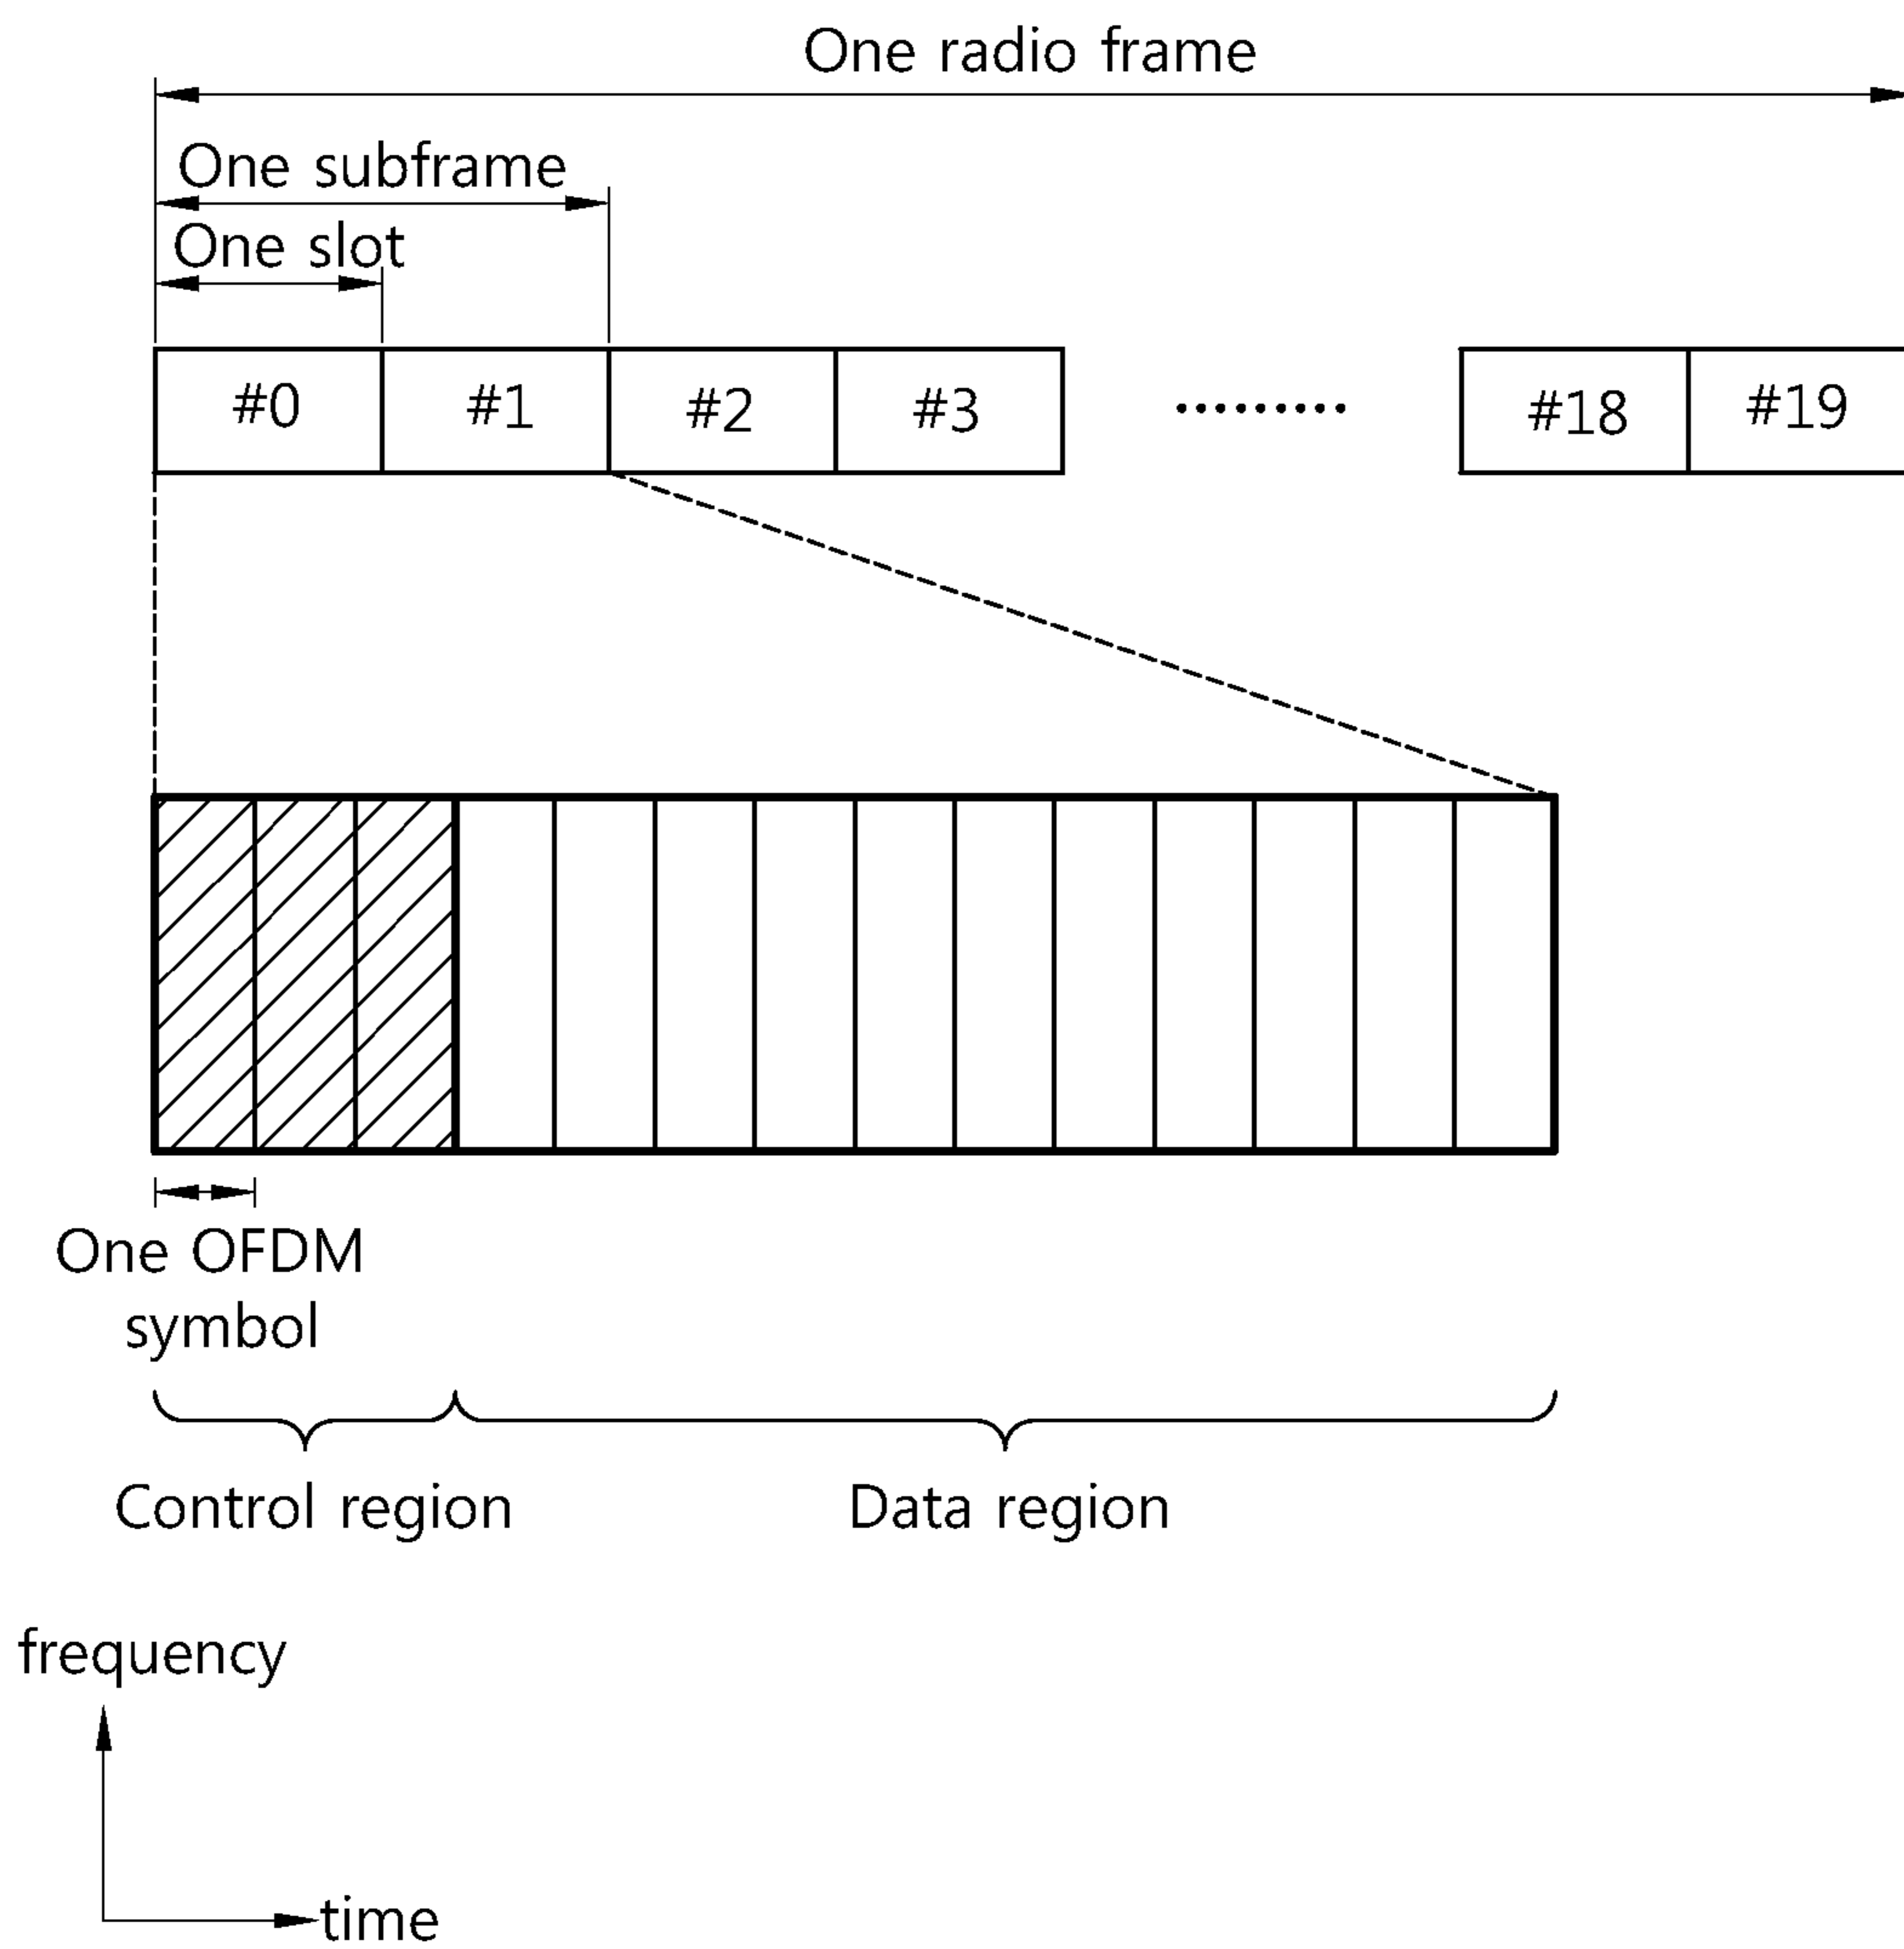 One radio frame
One subframe
One slot
#0 #1 #2 #3 ......... #18 #19
One OFDM
symbol
Control region Data region
frequency
time